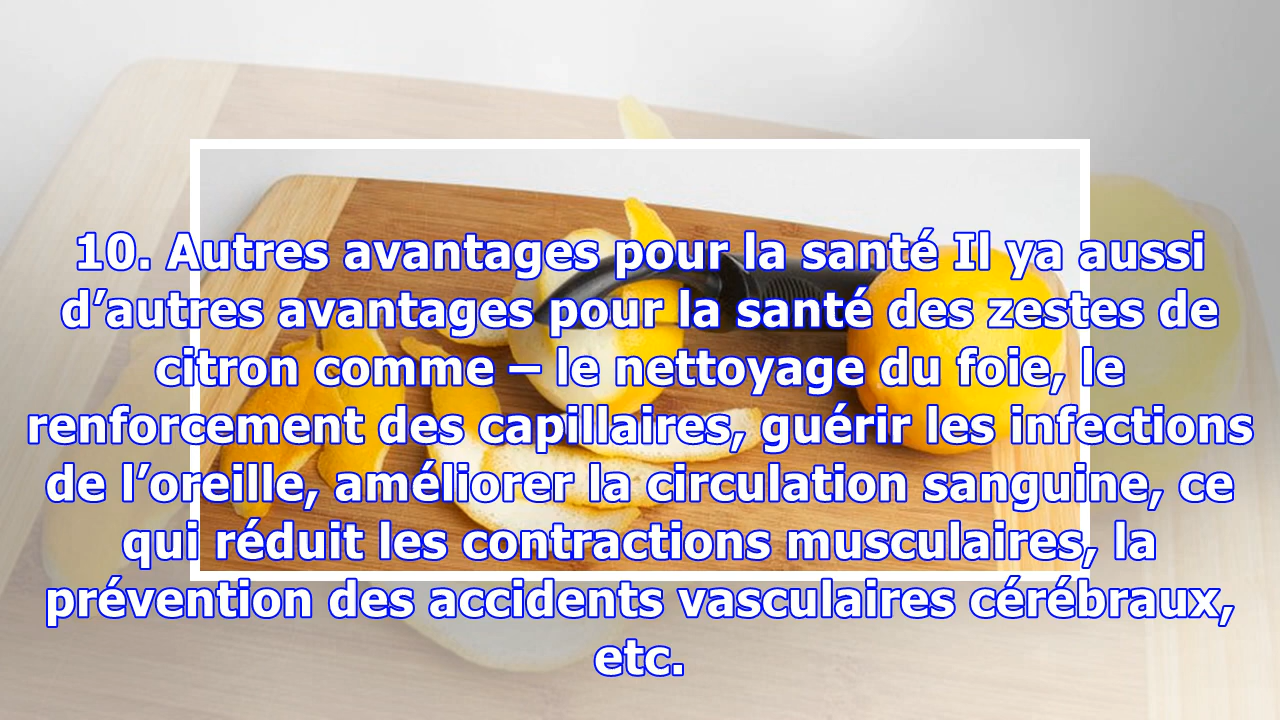 10. Autres avantages pour la santé Il ya aussi
d’autres avantages pour la santé des zestes de
citron comme – le nettoyage du foie, le
renforcement des capillaires, guérir les infections
de l’oreille, améliorer la circulation sanguine, ce
qui réduit les contractions musculaires, la
prévention des accidents vasculaires cérébraux,
etc.